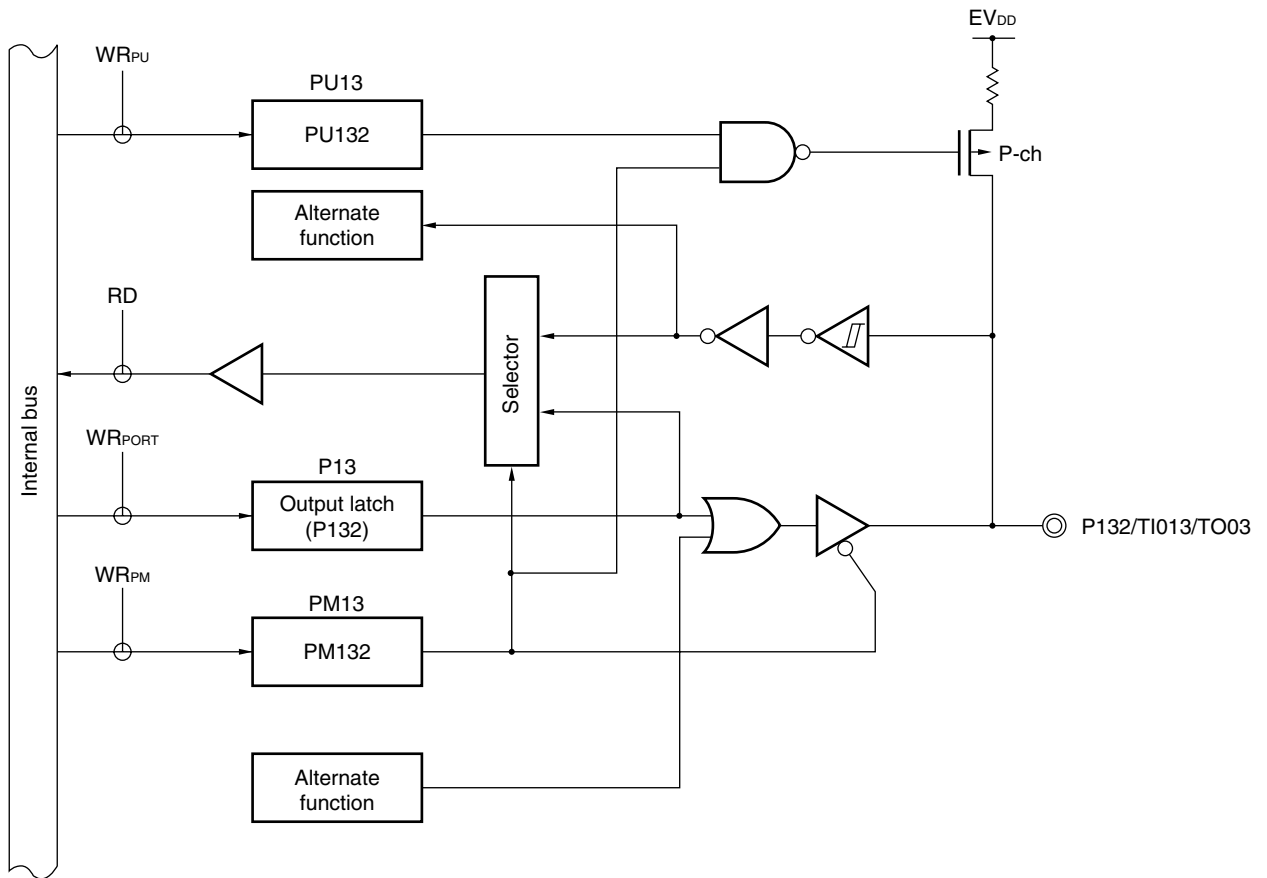 EVDD
WRPU
PU13
PU132
P-ch
Alternate
function
RD
Selector
Internal bus
WRPORT
P13
Output latch
(P132)
P132/TI013/TO03
WRPM
PM13
PM132
Alternate
function